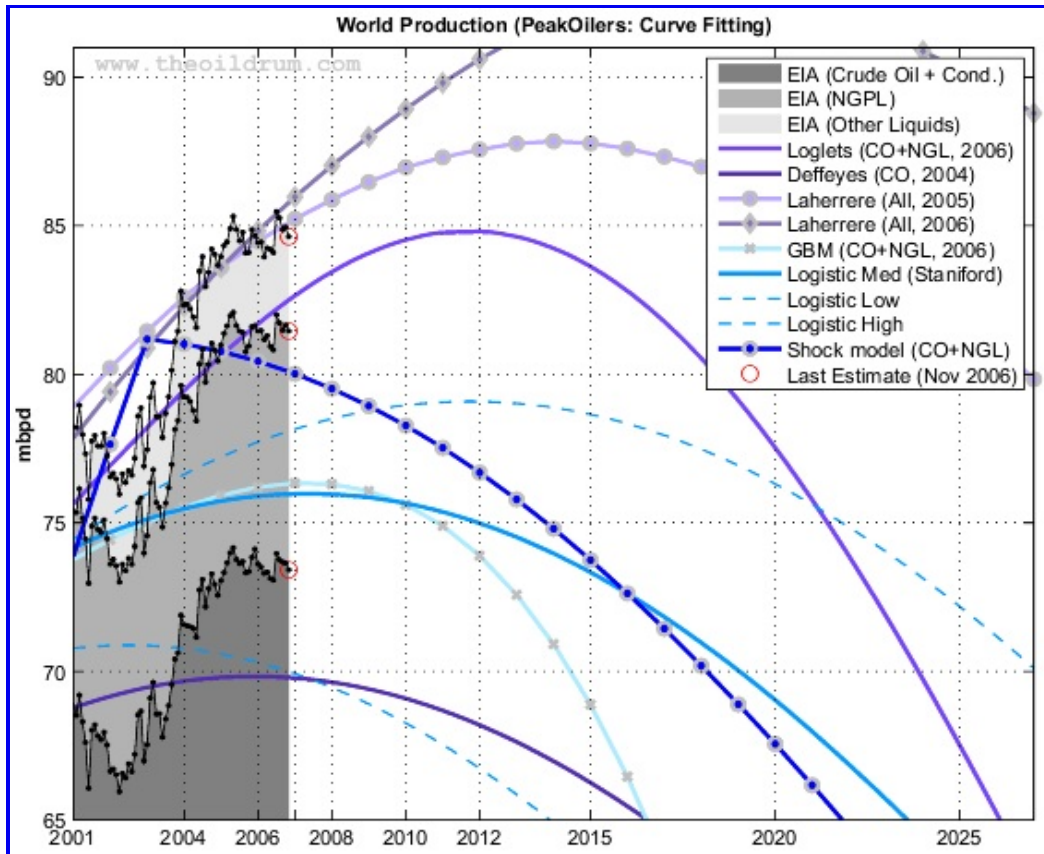 World Production (PeakOilers: Curve Fitting)
www.theoildrum.com
90
85
80
75
70
65
mbpd
EIA (Crude Oil + Cond.)
EIA (NGPL)
EIA (Other Liquids)
Loglets (CO+NGL, 2006)
Deffeyes (CO, 2004)
Laherrere (All, 2005)
Laherrere (All, 2006)
GBM (CO+NGL, 2006)
Logistic Med (Staniford)
Logistic Low
Logistic High
Shock model (CO+NGL)
Last Estimate (Nov 2006)
2001 2004 2006 2008 2010 2012 2015 2020 2025